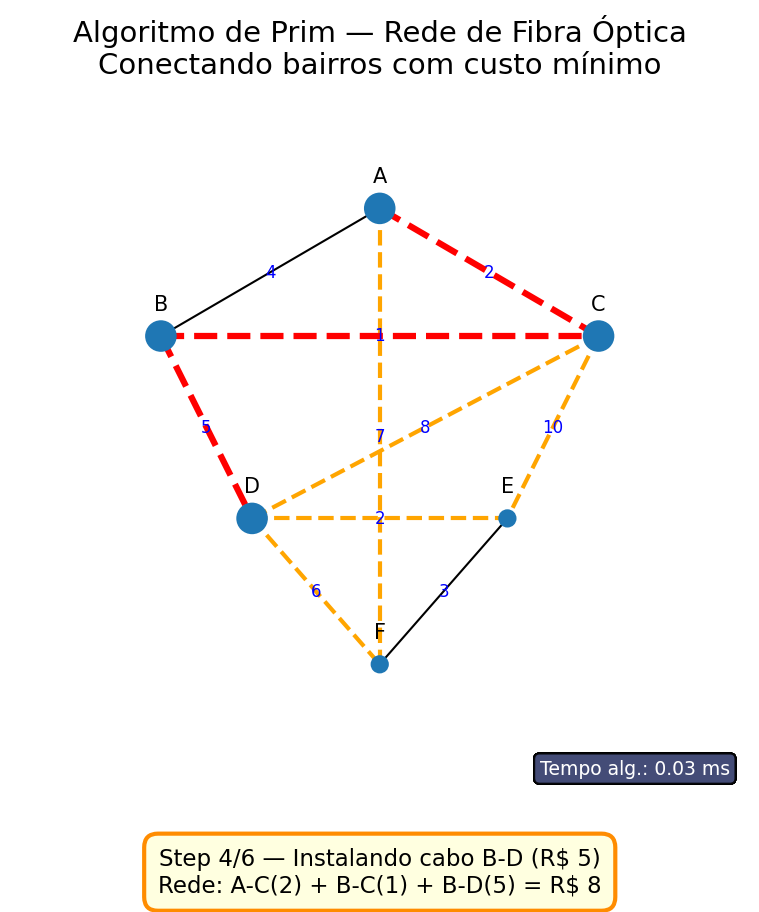 Algoritmo de Prim — Rede de Fibra Óptica
Conectando bairros com custo mínimo
A
4
2
B
C
1
5
7
8
10
D
E
2
6
3
F
Tempo alg.: 0.03 ms
Step 4/6 — Instalando cabo B-D (R$ 5)
Rede: A-C(2) + B-C(1) + B-D(5) = R$ 8